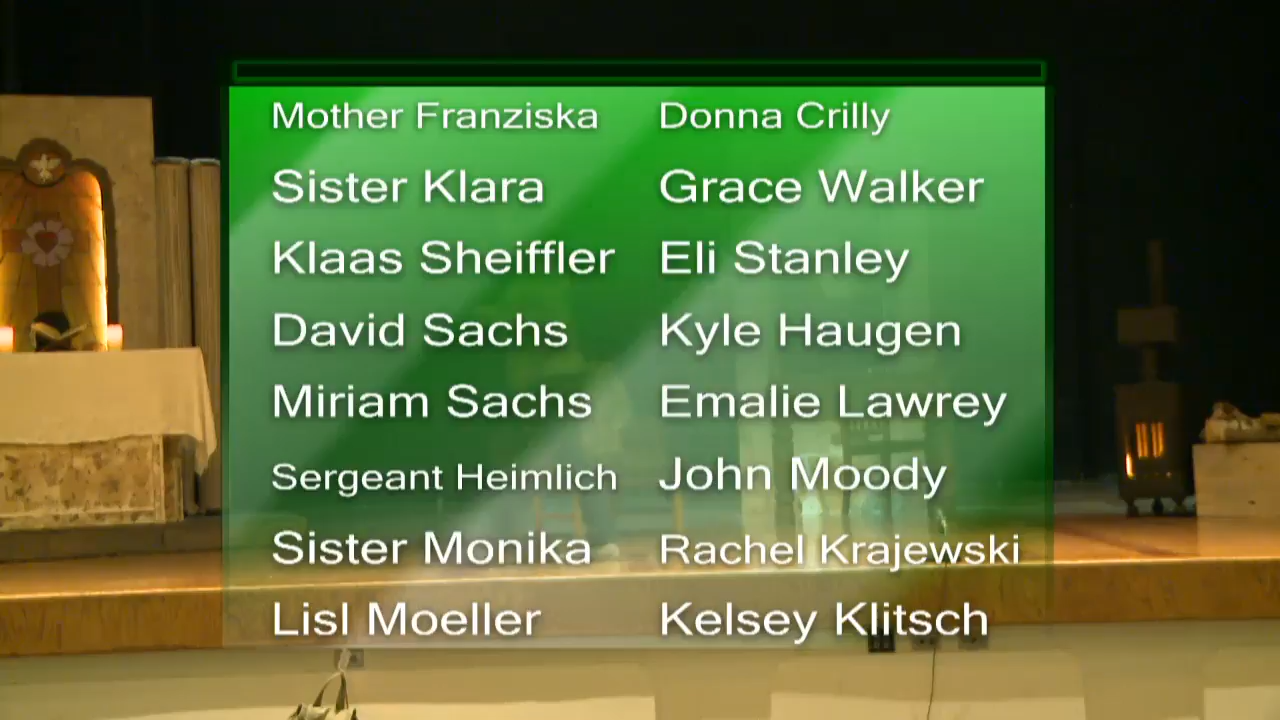 Mother Franziska Donna Crilly
Sister Klara Grace Walker
Klaas Sheiffler Eli Stanley
David Sachs Kyle Haugen
Miriam Sachs Emalie Lawrey
Sergeant Heimlich John Moody
Sister Monika Rachel Krajewski
Lisl Moeller Kelsey Klitsch